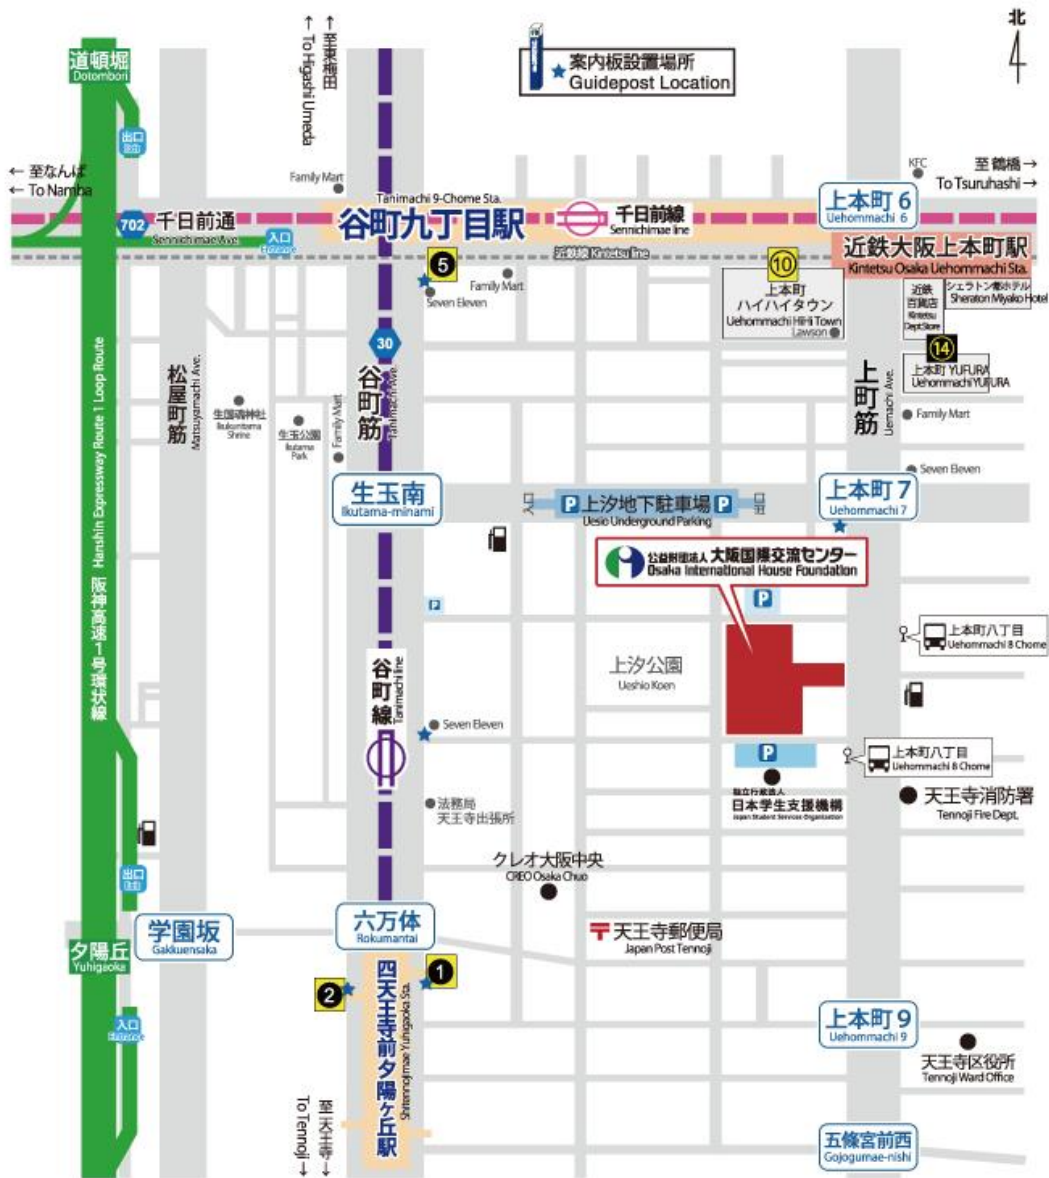 北
道頓堀
Dotombori
← 至東梅田
← To Higashi Umeda
案内板設置場所
Guidepost Location
出口
Exit
← 至なんば
← To Namba
Family Mart
KFC
至 鶴橋 →
To Tsuruhashi →
702
千日前通
Sennichimae Ave.
入口
Entrance
Tanimachi 9-Chome Sta.
谷町九丁目駅
千日前線
Sennichimae line
上本町 6
Uehommachi 6
近鉄線 Kintetsu line
近鉄大阪上本町駅
Kintetsu Osaka Uehommachi Sta.
5
Family Mart
Seven Eleven
10
上本町
ハイハイタウン
Uehommachi HiHi Town
Lawson
近鉄
百貨店
Kintetsu
Dept.Store
シェラトン都ホテル
Sheraton Miyako Hotel
14
上本町 YUFURA
Uehommachi YUFURA
30
松屋町筋
Matsuyamachi Ave.
谷町筋
Tanimachi Ave.
上町筋
Uemachi Ave.
生国魂神社
Ikukunitama
Shrine
生玉公園
Ikutama
Park
Family Mart
Family Mart
Seven Eleven
生玉南
Ikutama-minami
入口
P
上汐地下駐車場
P
Uesio Underground Parking
出口
上本町 7
Uehommachi 7
公益財団法人 大阪国際交流センター
Osaka International House Foundation
阪神高速1号環状線 Hanshin Expressway Route 1 Loop Route
P
P
上本町八丁目
Uehommachi 8 Chome
上汐公園
Ueshio Koen
谷町線
Tanimachi line
Seven Eleven
P
上本町八丁目
Uehommachi 8 Chome
独立行政法人
日本学生支援機構
Japan Student Services Organization
天王寺消防署
Tennoji Fire Dept.
法務局
天王寺出張所
クレオ大阪中央
CREO Osaka Chuo
出口
Exit
学園坂
Gakkuensaka
六万体
Rokumantai
天王寺郵便局
Japan Post Tennoji
夕陽丘
Yuhigaoka
2
1
四天王寺前夕陽ヶ丘駅
Shitennojimae Yuhigaoka Sta.
入口
Entrance
上本町 9
Uehommachi 9
天王寺区役所
Tennoji Ward Office
至 天王寺 →
To Tennoji →
五條宮前西
Gojogumae-nishi